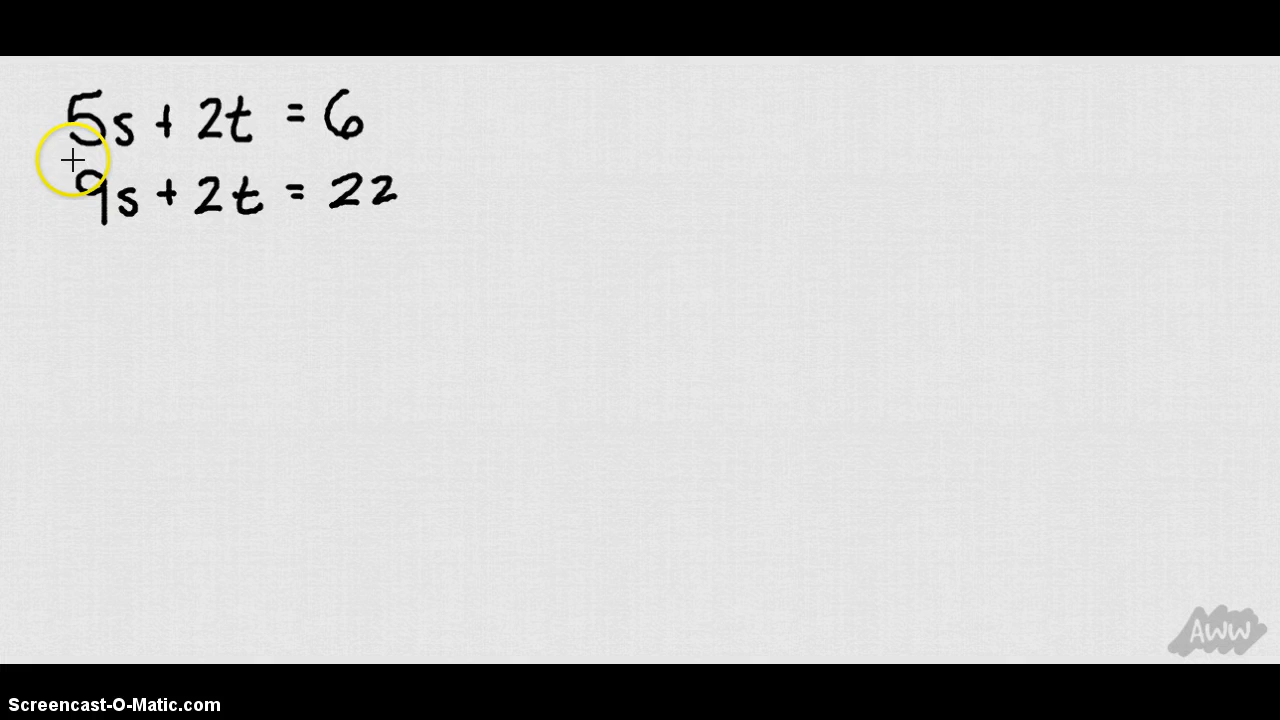 5s + 2t = 6
9s + 2t = 22
AWW
Screencast-O-Matic.com